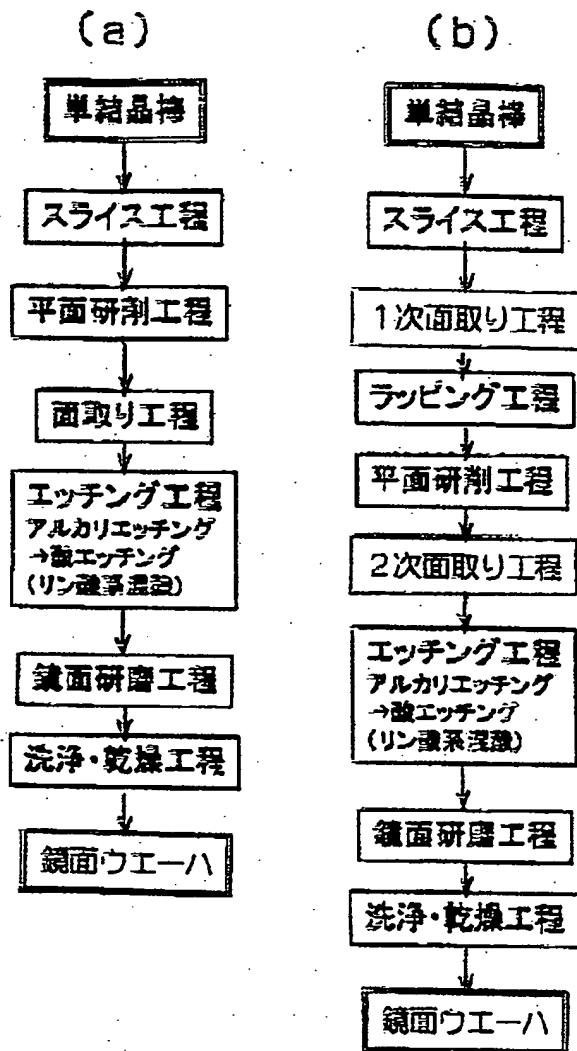 (a)
単結晶棒
スライス工程
平面研削工程
面取り工程
エッチング工程
アルカリエッチング
→酸エッチング
(リン酸系混酸)
鏡面研磨工程
洗浄・乾燥工程
鏡面ウエーハ
(b)
単結晶棒
スライス工程
1次面取り工程
ラッピング工程
平面研削工程
2次面取り工程
エッチング工程
アルカリエッチング
→酸エッチング
(リン酸系混酸)
鏡面研磨工程
洗浄・乾燥工程
鏡面ウエーハ